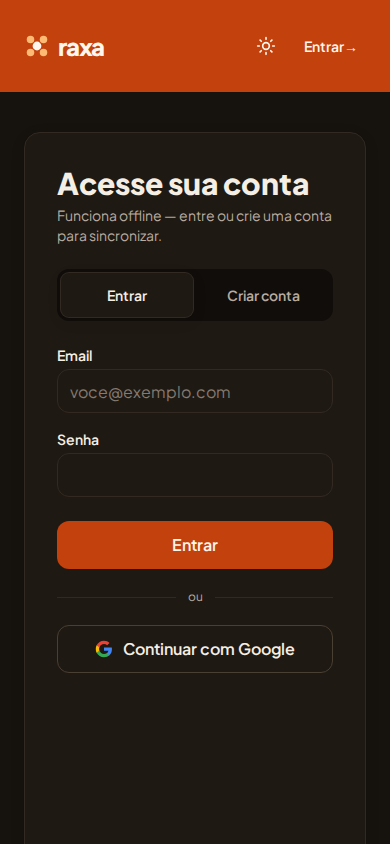 raxa
Entrar→
Acesse sua conta
Funciona offline — entre ou crie uma conta
para sincronizar.
Entrar
Criar conta
Email
voce@exemplo.com
Senha
Entrar
ou
Continuar com Google